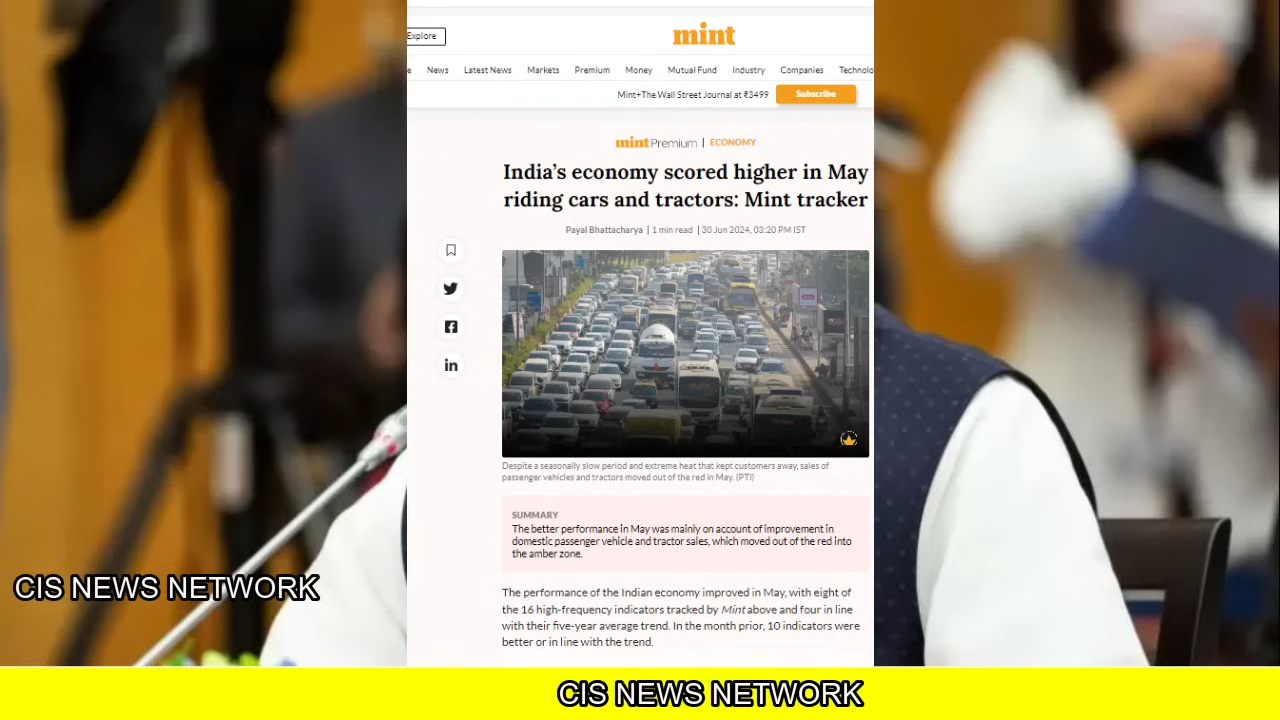 Explore
mint
e News Latest News Markets Premium Money Mutual Fund Industry Companies Technolo
Mint+The Wall Street Journal at ₹3499 Subscribe
mint Premium | ECONOMY
India's economy scored higher in May
riding cars and tractors: Mint tracker
Payal Bhattacharya | 1 min read | 30 Jun 2024, 03:20 PM IST
Despite a seasonally slow period and extreme heat that kept customers away, sales of
passenger vehicles and tractors moved out of the red in May. (PTI)
SUMMARY
The better performance in May was mainly on account of improvement in
domestic passenger vehicle and tractor sales, which moved out of the red into
the amber zone.
The performance of the Indian economy improved in May, with eight of
the 16 high-frequency indicators tracked by Mint above and four in line
with their five-year average trend. In the month prior, 10 indicators were
better or in line with the trend.
CIS NEWS NETWORK
CIS NEWS NETWORK